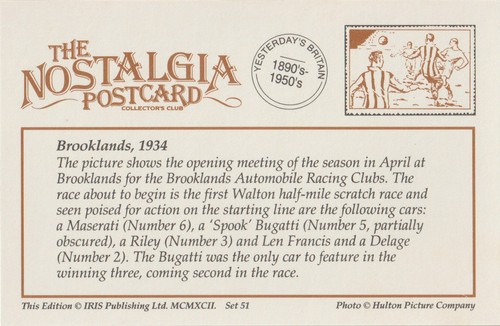 THE
NOSTALGIA
POSTCARD
COLLECTOR'S CLUB
YESTERDAY'S BRITAIN
1890's-
1950's
Brooklands, 1934
The picture shows the opening meeting of the season in April at
Brooklands for the Brooklands Automobile Racing Clubs. The
race about to begin is the first Walton half-mile scratch race and
seen poised for action on the starting line are the following cars:
a Maserati (Number 6), a 'Spook' Bugatti (Number 5, partially
obscured), a Riley (Number 3) and Len Francis and a Delage
(Number 2). The Bugatti was the only car to feature in the
winning three, coming second in the race.
This Edition © IRIS Publishing Ltd. MCMXCII. Set 51
Photo © Hulton Picture Company